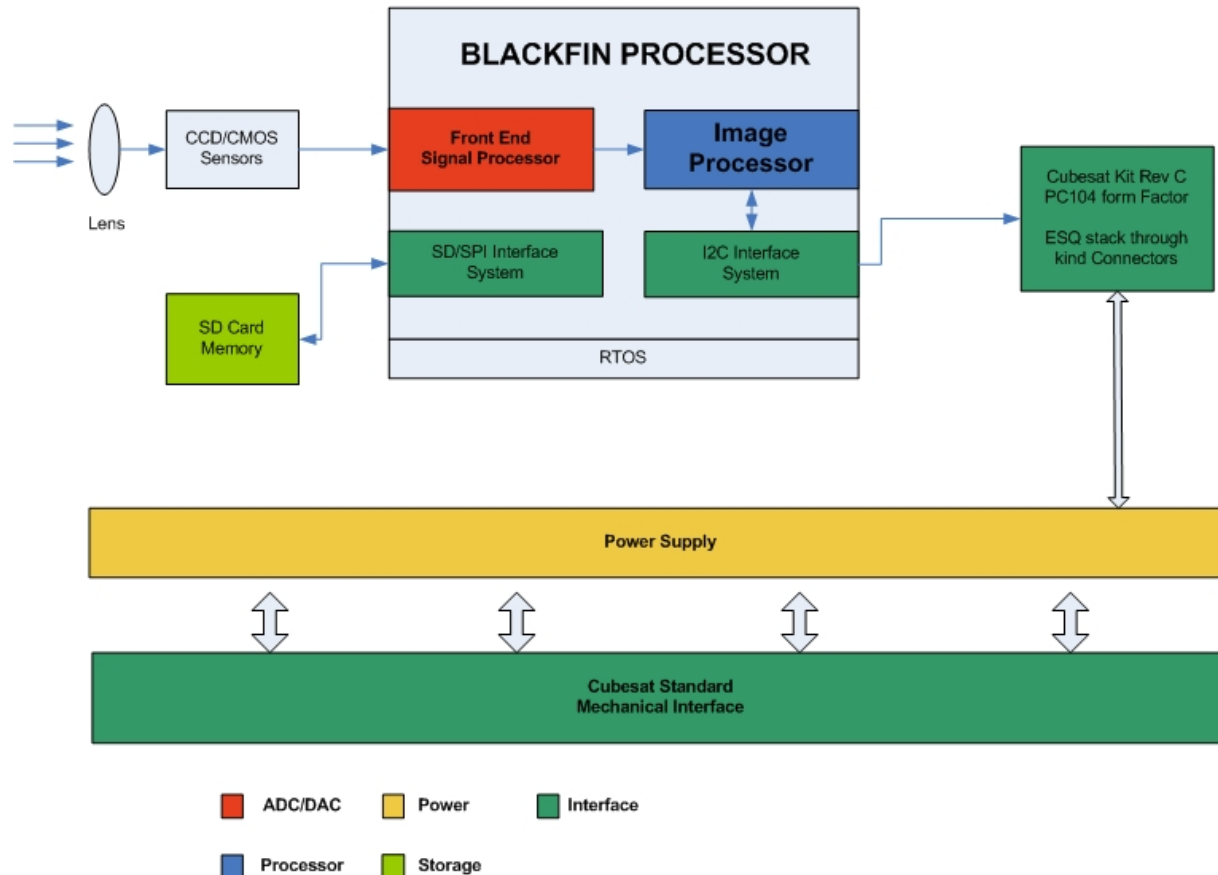 BLACKFIN PROCESSOR
Lens
CCD/CMOS
Sensors
Front End
Signal Processor
Image
Processor
SD/SPI Interface
System
I2C Interface
System
SD Card
Memory
RTOS
Cubesat Kit Rev C
PC104 form Factor
ESQ stack through
kind Connectors
Power Supply
Cubesat Standard
Mechanical Interface
ADC/DAC
Power
Interface
Processor
Storage